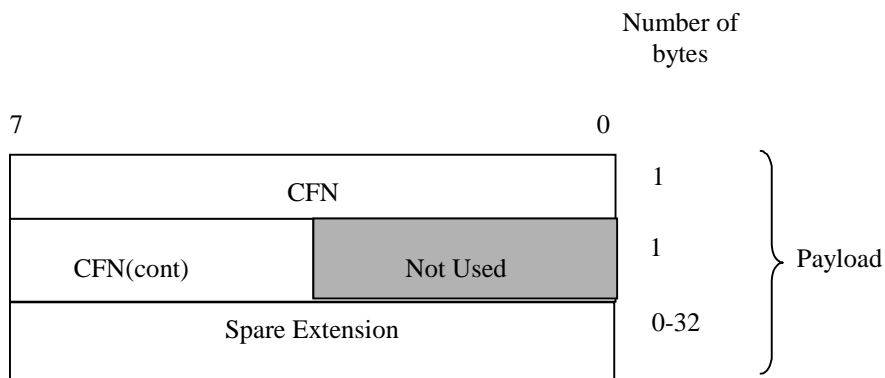 Number of
bytes
7 0
CFN 1
CFN(cont) Not Used 1
Payload
Spare Extension 0-32